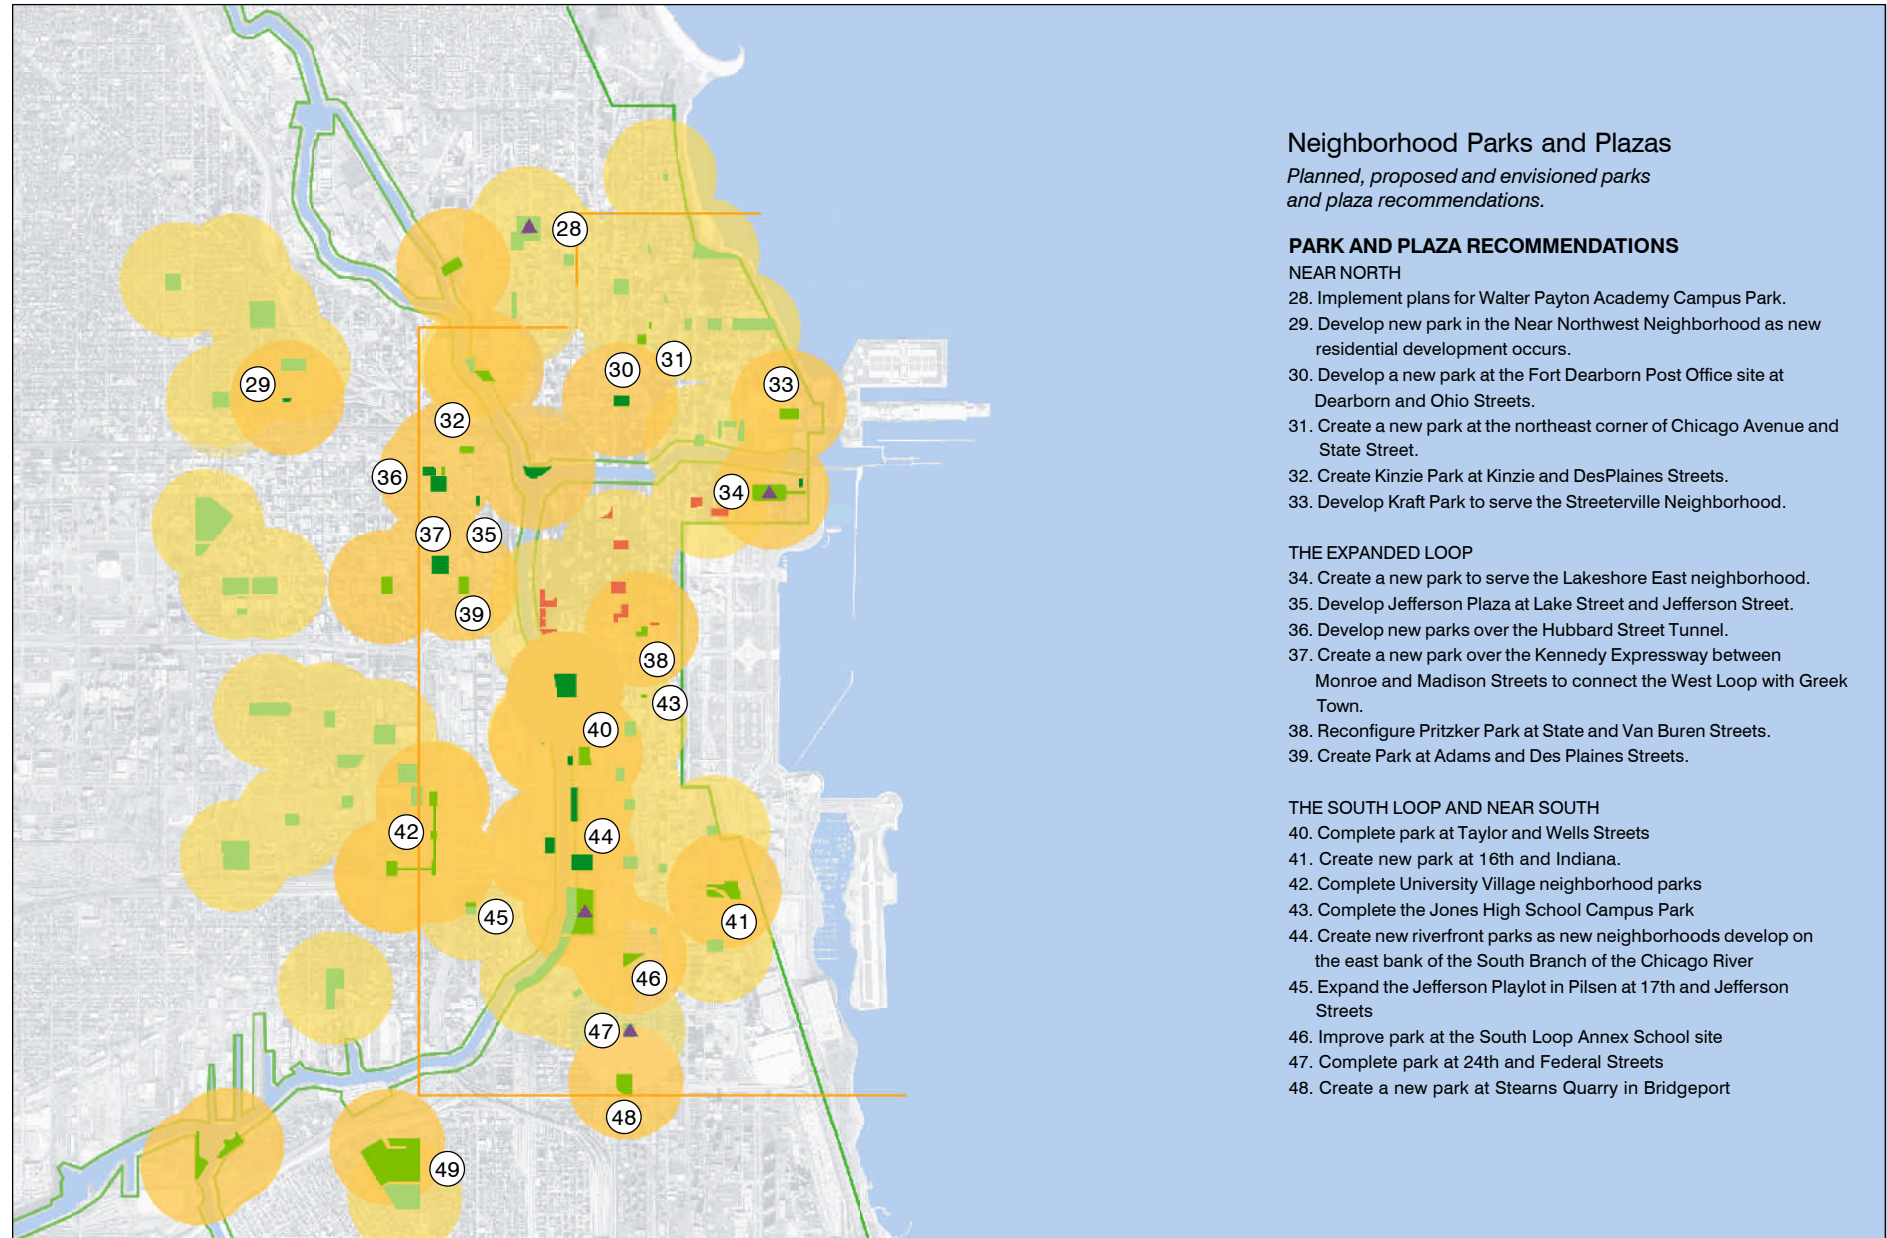 Neighborhood Parks and Plazas
Planned, proposed and envisioned parks
and plaza recommendations.
PARK AND PLAZA RECOMMENDATIONS
NEAR NORTH
28. Implement plans for Walter Payton Academy Campus Park.
29. Develop new park in the Near Northwest Neighborhood as new
residential development occurs.
30. Develop a new park at the Fort Dearborn Post Office site at
Dearborn and Ohio Streets.
31. Create a new park at the northeast corner of Chicago Avenue and
State Street.
32. Create Kinzie Park at Kinzie and DesPlaines Streets.
33. Develop Kraft Park to serve the Streeterville Neighborhood.
THE EXPANDED LOOP
34. Create a new park to serve the Lakeshore East neighborhood.
35. Develop Jefferson Plaza at Lake Street and Jefferson Street.
36. Develop new parks over the Hubbard Street Tunnel.
37. Create a new park over the Kennedy Expressway between
Monroe and Madison Streets to connect the West Loop with Greek
Town.
38. Reconfigure Pritzker Park at State and Van Buren Streets.
39. Create Park at Adams and Des Plaines Streets.
THE SOUTH LOOP AND NEAR SOUTH
40. Complete park at Taylor and Wells Streets
41. Create new park at 16th and Indiana.
42. Complete University Village neighborhood parks
43. Complete the Jones High School Campus Park
44. Create new riverfront parks as new neighborhoods develop on
the east bank of the South Branch of the Chicago River
45. Expand the Jefferson Playlot in Pilsen at 17th and Jefferson
Streets
46. Improve park at the South Loop Annex School site
47. Complete park at 24th and Federal Streets
48. Create a new park at Stearns Quarry in Bridgeport
28
31
30
29
33
32
36
34
37
35
39
38
43
40
42
44
45
41
46
47
48
49